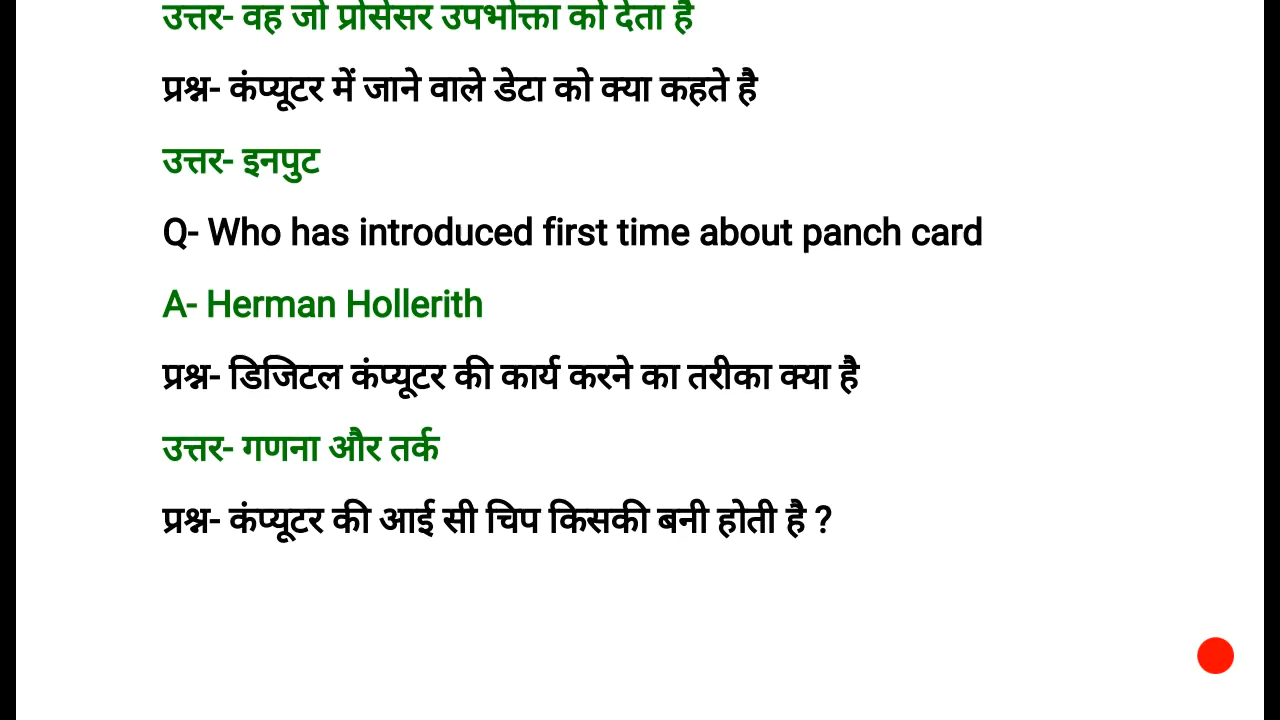 उत्तर- वह जो प्रोसेसर उपभोक्ता को देता है
प्रश्न- कंप्यूटर में जाने वाले डेटा को क्या कहते है
उत्तर- इनपुट
Q- Who has introduced first time about panch card
A- Herman Hollerith
प्रश्न- डिजिटल कंप्यूटर की कार्य करने का तरीका क्या है
उत्तर- गणना और तर्क
प्रश्न- कंप्यूटर की आई सी चिप किसकी बनी होती है ?